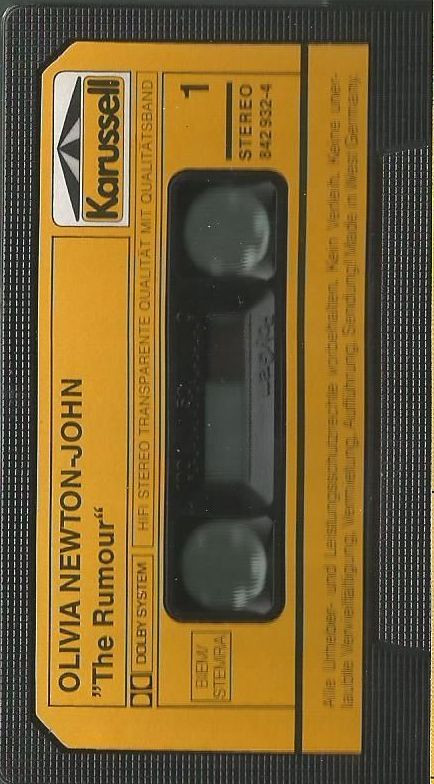 Karussell
OLIVIA NEWTON-JOHN
"The Rumour“
DOLBY SYSTEM
HIFI STEREO TRANSPARENTE QUALITÄT MIT QUALITÄTSBAND
1
STEREO
842 932-4
BIEM/
STEMRA
Alle Urheber- und Leistungsschutzrechte vorbehalten. Kein Verleih. Keine uner-
laubte Vervielfältigung, Vermietung, Aufführung, Sendung! Made in West Germany